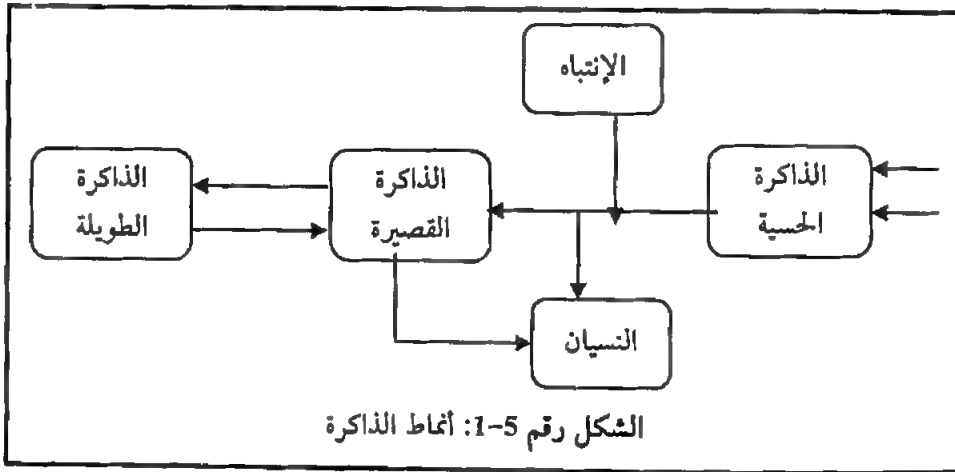 الإنتباه
الذاكرة
الحسية
الذاكرة
القصيرة
الذاكرة
الطويلة
النسيان
الشكل رقم 5-1: أنماط الذاكرة